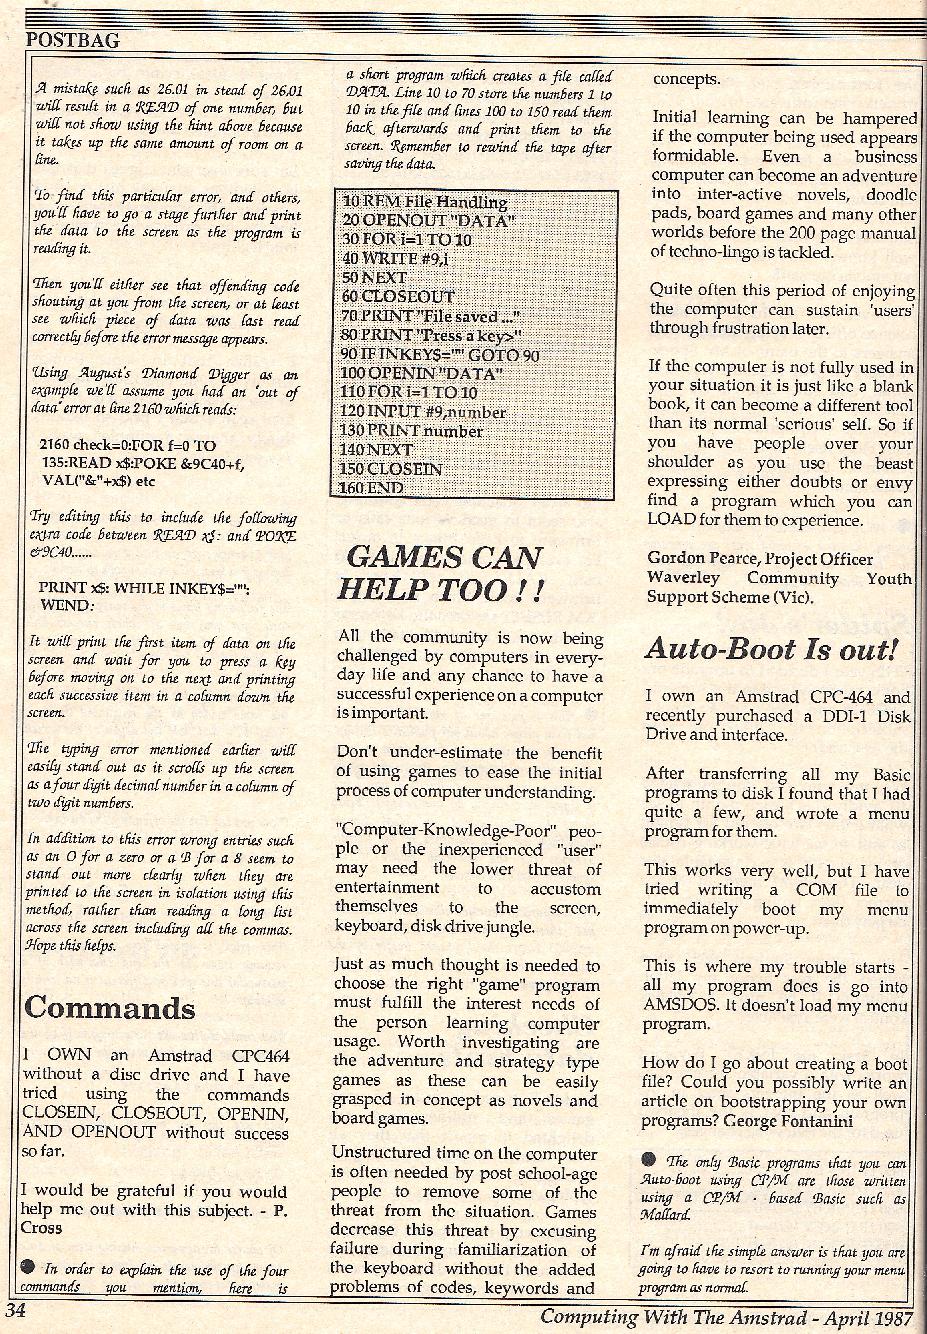 POSTBAG
A mistake such as 26.01 in stead of 26.01
will result in a READ of one number, but
will not show using the hint above because
it takes up the same amount of room on a
line.
To find this particular error, and others,
you'll have to go a stage further and print
the data to the screen as the program is
reading it.
Then you'll either see that offending code
shouting at you from the screen, or at least
see which piece of data was last read
correctly before the error message appears.
Using August's Diamond Digger as an
example we'll assume you had an 'out of
data' error at line 2160 which reads:
2160 check=0:FOR f=0 TO
135:READ x$:POKE &9C40+f,
VAL("&"+x$) etc
Try editing this to include the following
extra code between READ x$: and POKE
&9C40......
PRINT x$: WHILE INKEY$="":
WEND:
It will print the first item of data on the
screen and wait for you to press a key
before moving on to the next and printing
each successive item in a column down the
screen.
The typing error mentioned earlier will
easily stand out as it scrolls up the screen
as a four digit decimal number in a column of
two digit numbers.
In addition to this error wrong entries such
as an O for a zero or a B for a 8 seem to
stand out more clearly when they are
printed to the screen in isolation using this
method, rather than reading a long list
across the screen including all the commas.
Hope this helps.
Commands
I OWN an Amstrad CPC464
without a disc drive and I have
tried using the commands
CLOSEIN, CLOSEOUT, OPENIN,
AND OPENOUT without success
so far.
I would be grateful if you would
help me out with this subject. - P.
Cross
● In order to explain the use of the four
commands you mention, here is
a short program which creates a file called
DATA. Line 10 to 70 store the numbers 1 to
10 in the file and lines 100 to 150 read them
back afterwards and print them to the
screen. Remember to rewind the tape after
saving the data.
10 REM File Handling
20 OPENOUT "DATA"
30 FOR i=1 TO 10
40 WRITE #9,i
50 NEXT
60 CLOSEOUT
70 PRINT "File saved ..."
80 PRINT "Press a key>"
90 IF INKEY$="" GOTO 90
100 OPENIN "DATA"
110 FOR i=1 TO 10
120 INPUT #9,number
130 PRINT number
140 NEXT
150 CLOSEIN
160 END
GAMES CAN
HELP TOO ! !
All the community is now being
challenged by computers in every-
day life and any chance to have a
successful experience on a computer
is important.
Don't under-estimate the benefit
of using games to ease the initial
process of computer understanding.
"Computer-Knowledge-Poor" peo-
ple or the inexperienced "user"
may need the lower threat of
entertainment to accustom
themselves to the screen,
keyboard, disk drive jungle.
Just as much thought is needed to
choose the right "game" program
must fulfill the interest needs of
the person learning computer
usage. Worth investigating are
the adventure and strategy type
games as these can be easily
grasped in concept as novels and
board games.
Unstructured time on the computer
is often needed by post school-age
people to remove some of the
threat from the situation. Games
decrease this threat by excusing
failure during familiarization of
the keyboard without the added
problems of codes, keywords and
concepts.
Initial learning can be hampered
if the computer being used appears
formidable. Even a business
computer can become an adventure
into inter-active novels, doodle
pads, board games and many other
worlds before the 200 page manual
of techno-lingo is tackled.
Quite often this period of enjoying
the computer can sustain 'users'
through frustration later.
If the computer is not fully used in
your situation it is just like a blank
book, it can become a different tool
than its normal 'serious' self. So if
you have people over your
shoulder as you use the beast
expressing either doubts or envy
find a program which you can
LOAD for them to experience.
Gordon Pearce, Project Officer
Waverley Community Youth
Support Scheme (Vic).
Auto-Boot Is out!
I own an Amstrad CPC-464 and
recently purchased a DDI-1 Disk
Drive and interface.
After transferring all my Basic
programs to disk I found that I had
quite a few, and wrote a menu
program for them.
This works very well, but I have
tried writing a COM file to
immediately boot my menu
program on power-up.
This is where my trouble starts -
all my program does is go into
AMSDOS. It doesn't load my menu
program.
How do I go about creating a boot
file? Could you possibly write an
article on bootstrapping your own
programs? George Fontanini
● The only Basic programs that you can
Auto-boot using CP/M are those written
using a CP/M - based Basic such as
Mallard.
I'm afraid the simple answer is that you are
going to have to resort to running your menu
program as normal.
34
Computing With The Amstrad - April 1987